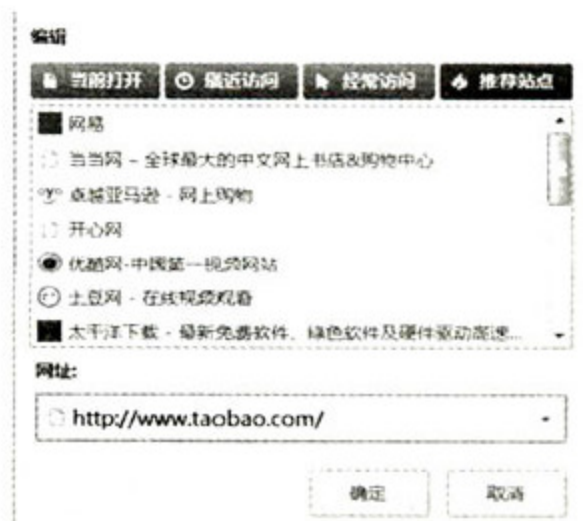 编辑
当前打开 最近访问 经常访问 推荐站点
网易
当当网 - 全球最大的中文网上书店&购物中心
卓越亚马逊 - 网上购物
开心网
优酷网-中国第一视频网站
土豆网 - 在线视频观看
太平洋下载 - 最新免费软件、绿色软件及硬件驱动高速...
网址:
http://www.taobao.com/
确定 取消